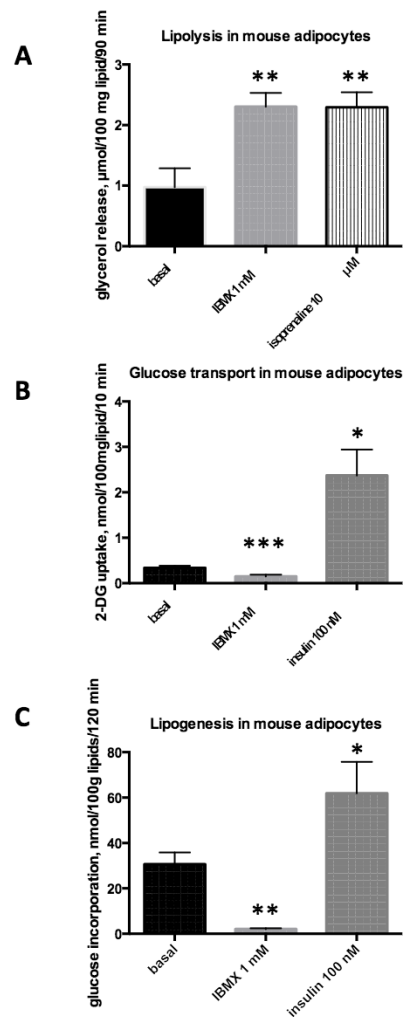 A
Lipolysis in mouse adipocytes
glycerol release, µmol/100 mg lipid/90 min
3
2
1
0
**
**
basal
IBMX 1 mM
isoprenaline 10
µM
B
Glucose transport in mouse adipocytes
2-DG uptake, nmol/100mglipid/10 min
4
3
2
1
0
***
*
basal
IBMX 1 mM
insulin 100 nM
C
Lipogenesis in mouse adipocytes
glucose incorporation, nmol/100g lipids/120 min
80
60
40
20
0
**
*
basal
IBMX 1 mM
insulin 100 nM